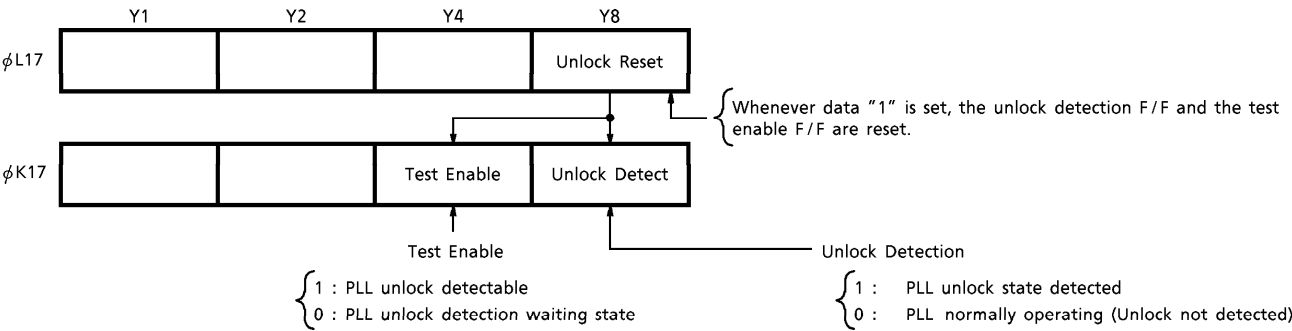 Y1 Y2 Y4 Y8
φL17 Unlock Reset
Whenever data "1" is set, the unlock detection F/F and the test
enable F/F are reset.
φK17 Test Enable Unlock Detect
Test Enable Unlock Detection
1 : PLL unlock detectable
0 : PLL unlock detection waiting state
1 : PLL unlock state detected
0 : PLL normally operating (Unlock not detected)